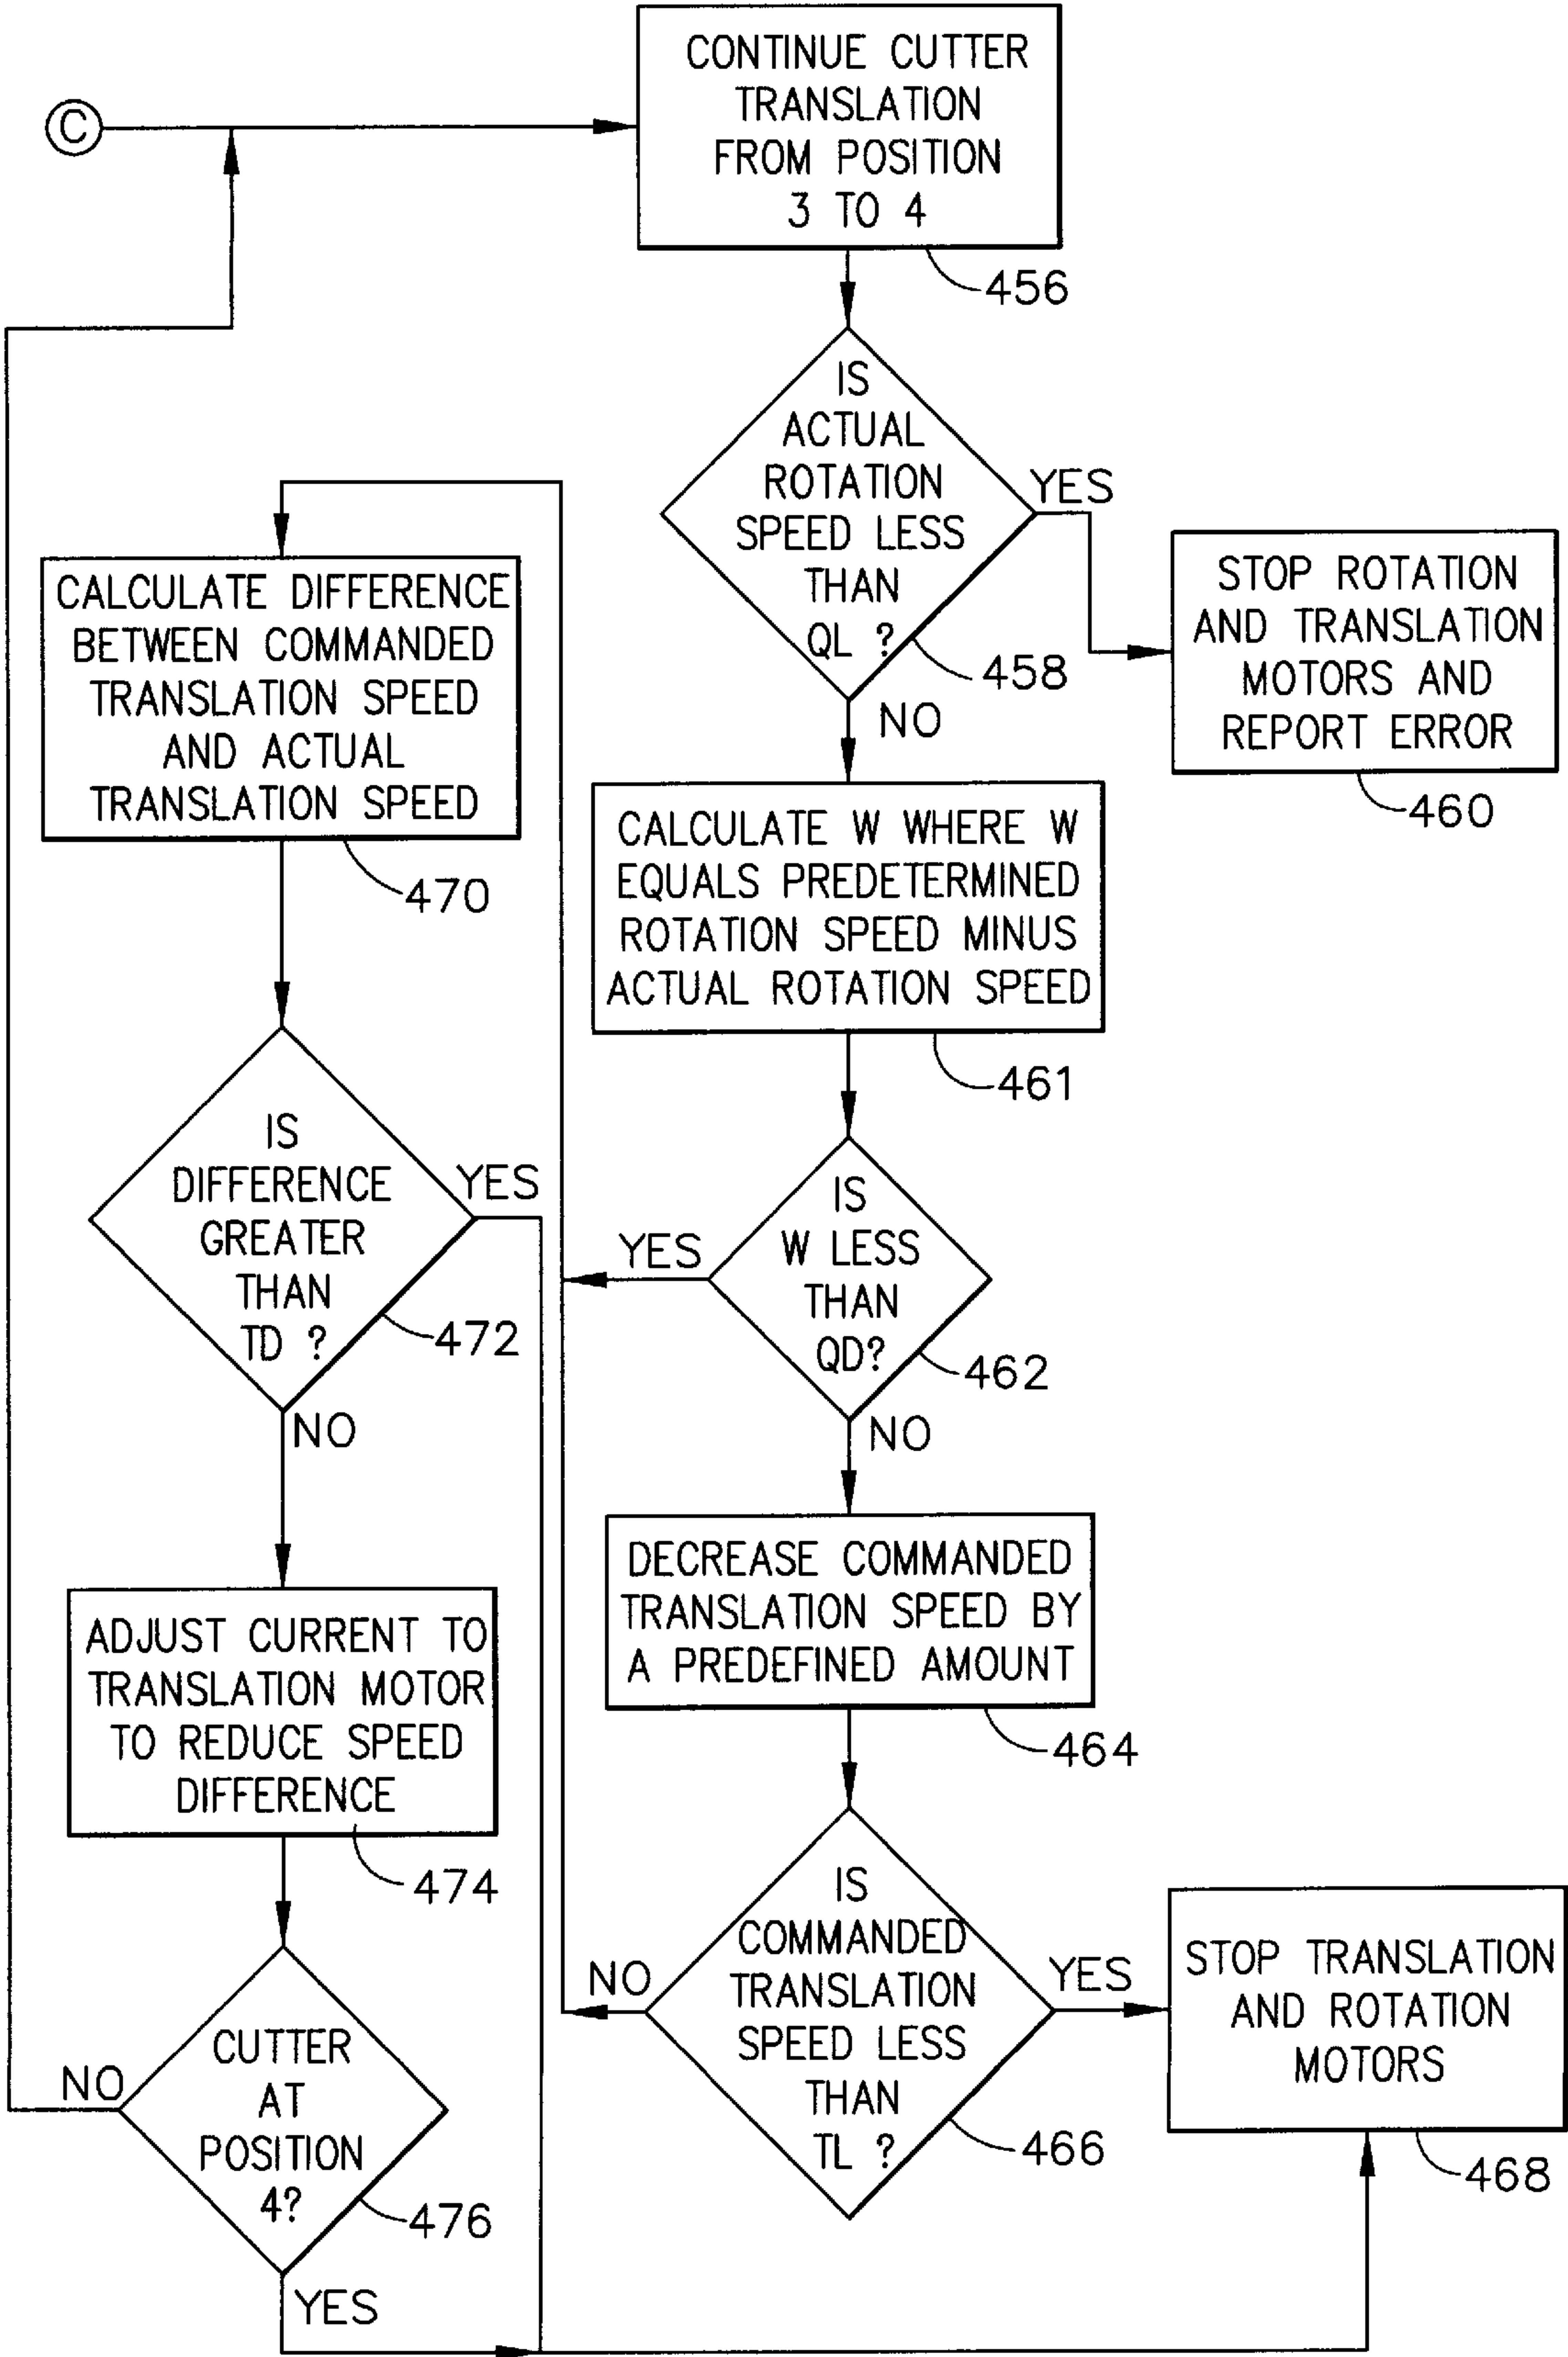 CONTINUE CUTTER
TRANSLATION
FROM POSITION
3 TO 4
C
456
IS
ACTUAL
ROTATION
SPEED LESS
THAN
QL ?
YES
458
NO
STOP ROTATION
AND TRANSLATION
MOTORS AND
REPORT ERROR
460
CALCULATE DIFFERENCE
BETWEEN COMMANDED
TRANSLATION SPEED
AND ACTUAL
TRANSLATION SPEED
470
CALCULATE W WHERE W
EQUALS PREDETERMINED
ROTATION SPEED MINUS
ACTUAL ROTATION SPEED
461
IS
DIFFERENCE
GREATER
THAN
TD ?
YES
472
NO
IS
W LESS
THAN
QD?
YES
462
NO
DECREASE COMMANDED
TRANSLATION SPEED BY
A PREDEFINED AMOUNT
464
ADJUST CURRENT TO
TRANSLATION MOTOR
TO REDUCE SPEED
DIFFERENCE
474
IS
COMMANDED
TRANSLATION
SPEED LESS
THAN
TL ?
NO
YES
466
STOP TRANSLATION
AND ROTATION
MOTORS
468
CUTTER
AT
POSITION
4?
NO
476
YES